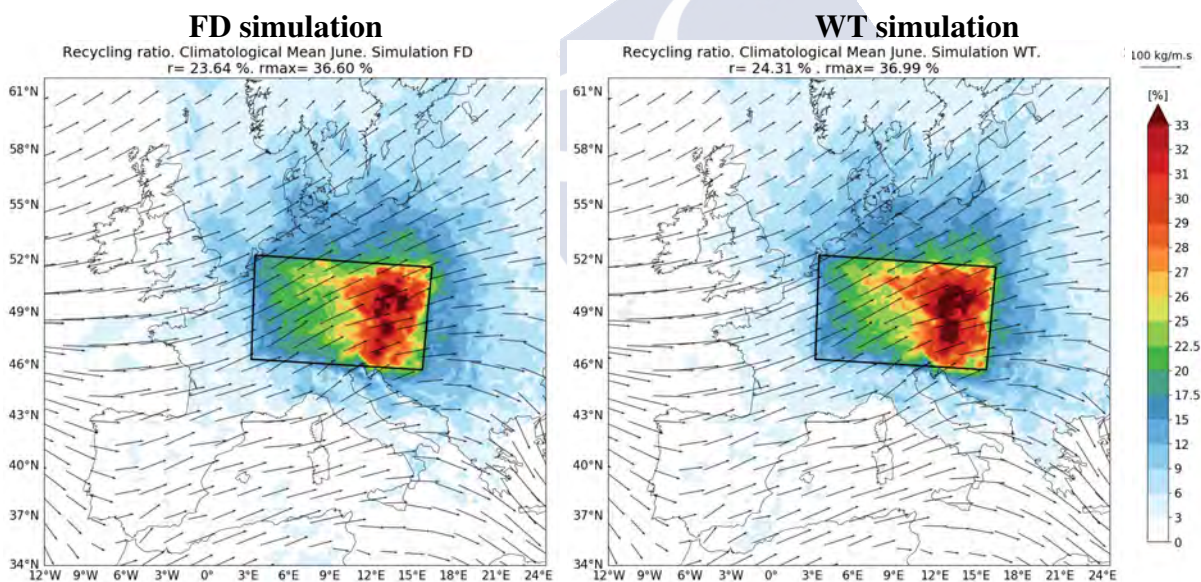 FD simulation
Recycling ratio. Climatological Mean June. Simulation FD
r= 23.64 %. rmax= 36.60 %
61°N
58°N
55°N
52°N
49°N
46°N
43°N
40°N
37°N
34°N
12°W 9°W 6°W 3°W 0° 3°E 6°E 9°E 12°E 15°E 18°E 21°E 24°E
WT simulation
Recycling ratio. Climatological Mean June. Simulation WT.
r= 24.31 % . rmax= 36.99 %
61°N
58°N
55°N
52°N
49°N
46°N
43°N
40°N
37°N
34°N
12°W 9°W 6°W 3°W 0° 3°E 6°E 9°E 12°E 15°E 18°E 21°E 24°E
100 kg/m.s
[%]
33
32
31
30
29
28
26
25
22.5
20
17.5
15
12
9
6
3
0